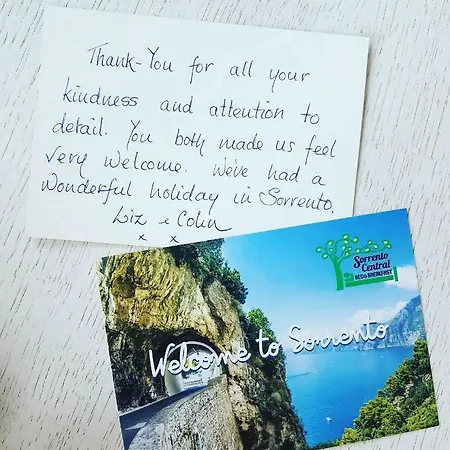 Thank-You for all your
kindness and attention to
detail. You both made us feel
very welcome. We've had a
wonderful holiday in Sorrento.
Liz e Colin
x x
Sorrento
Central
BED & BREAKFAST
Welcome to Sorrento